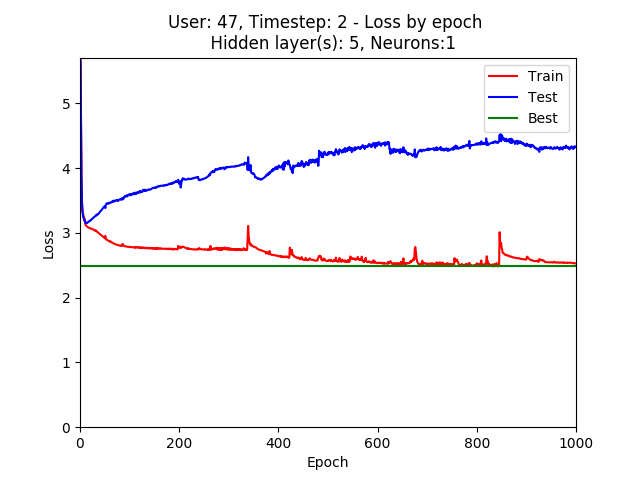 User: 47, Timestep: 2 - Loss by epoch
Hidden layer(s): 5, Neurons:1
Train
Test
Best
5
4
3
2
1
0
Loss
0
200
400
600
800
1000
Epoch